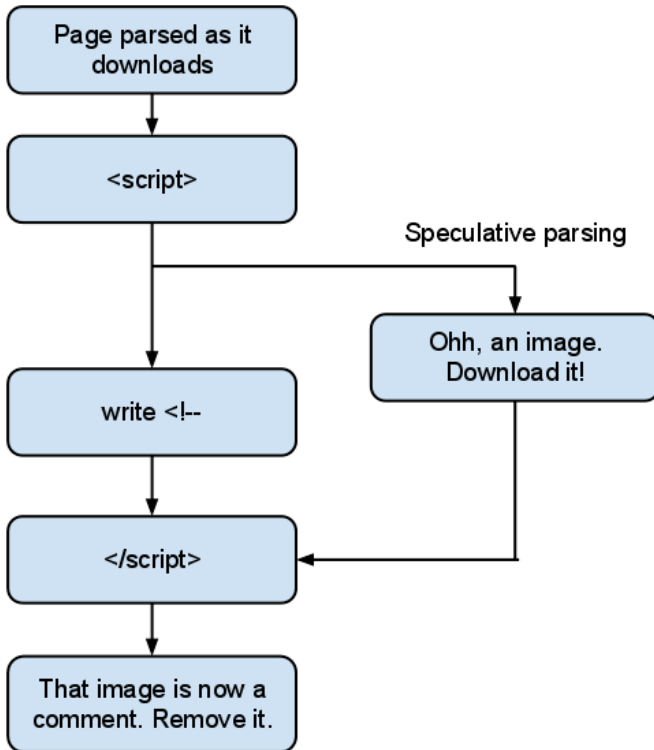 Page parsed as it
downloads
<script>
Speculative parsing
Ohh, an image.
Download it!
write <!--
</script>
That image is now a
comment. Remove it.